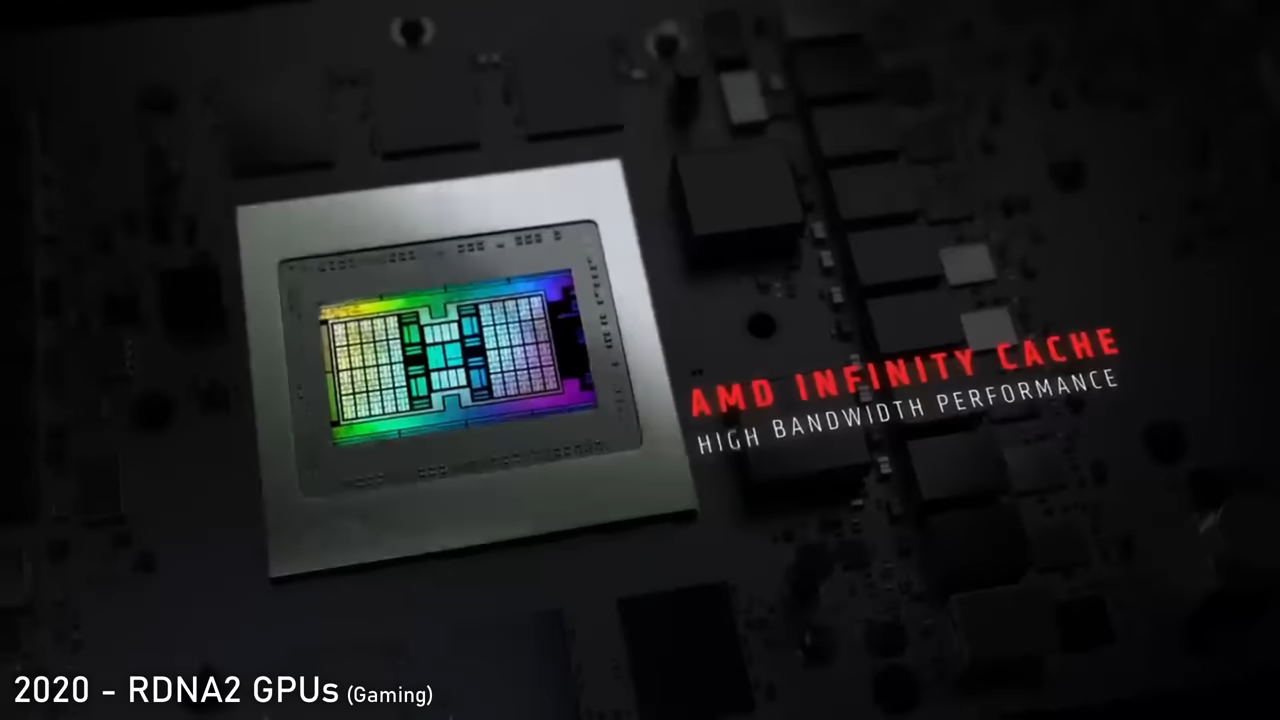 AMD INFINITY CACHE
HIGH BANDWIDTH PERFORMANCE
2020 - RDNA2 GPUs (Gaming)